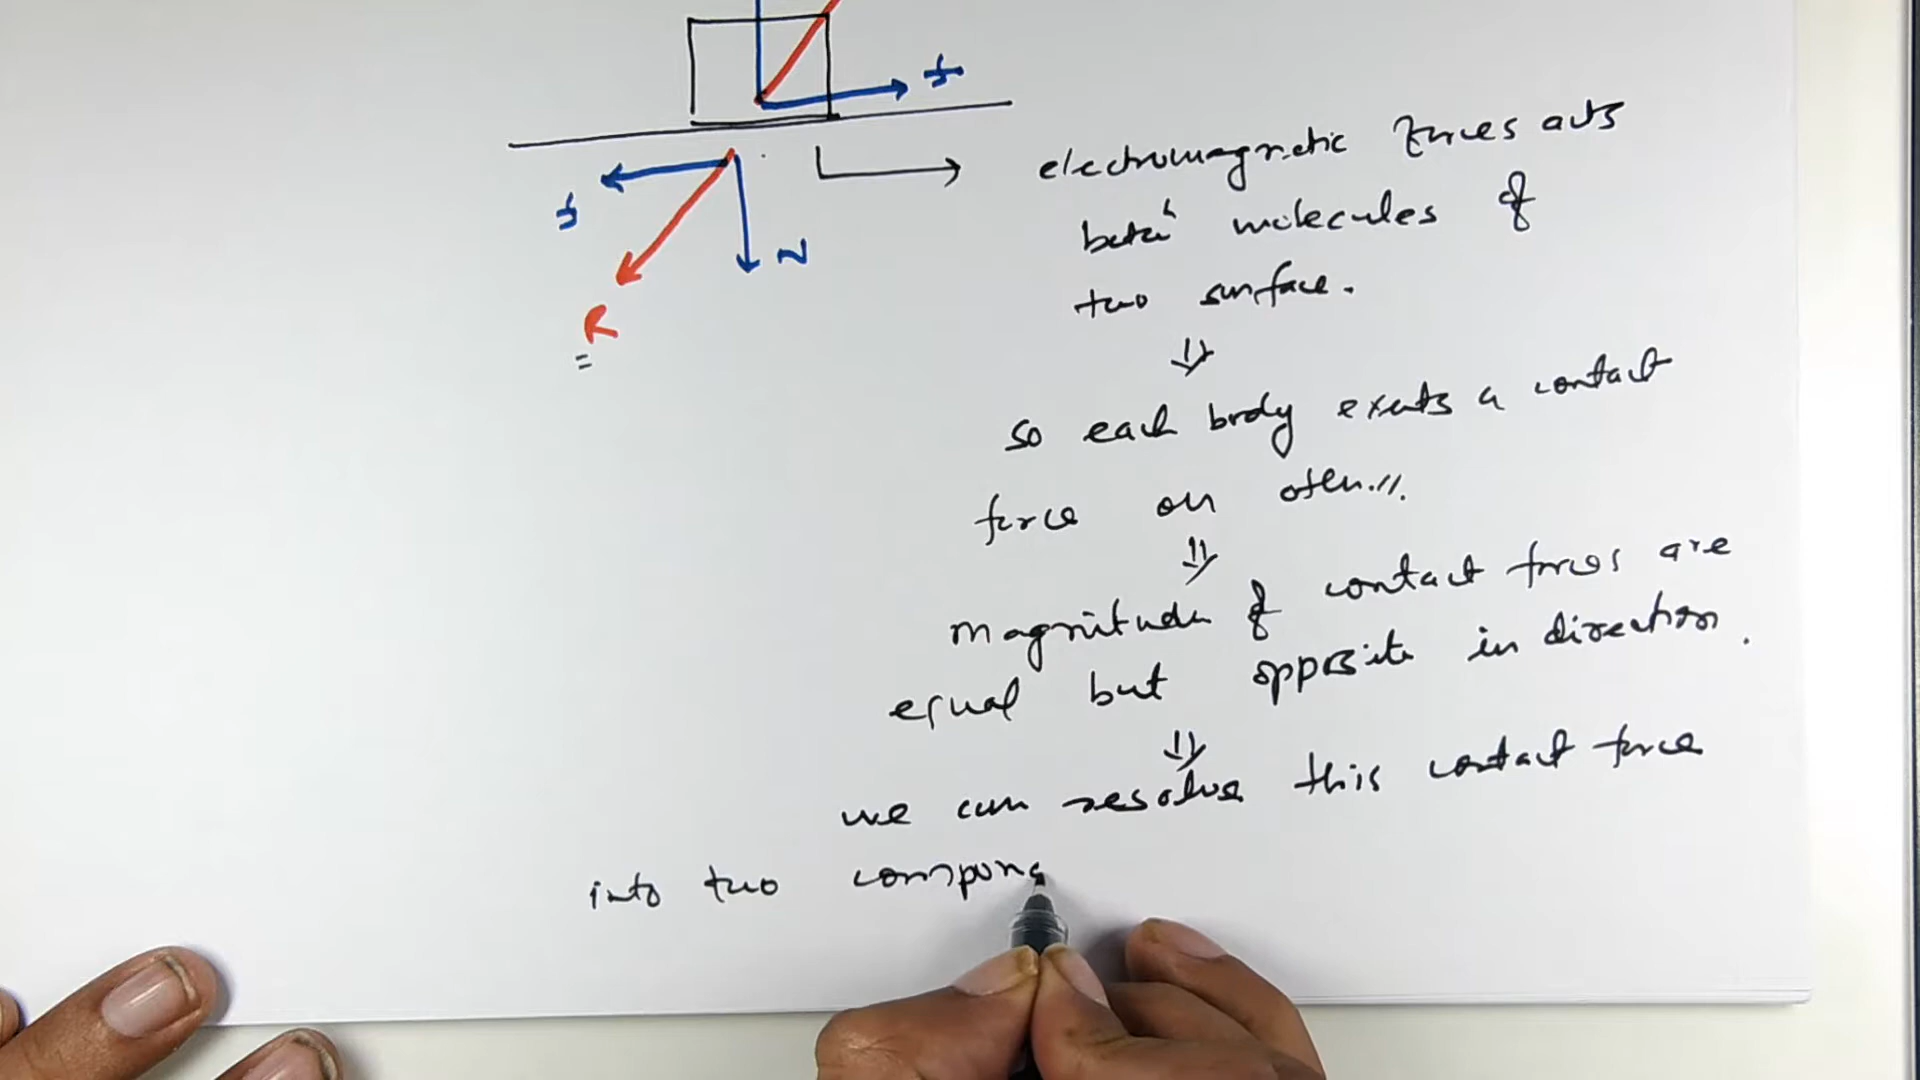 f
f
N
R
=
electromagnetic forces acts
betwn molecules of
two surface.
⇓
so each body exerts a contact
force on other.
⇓
magnitude of contact forces are
equal but opposite in direction.
⇓
we can resolve this contact force
into two compone